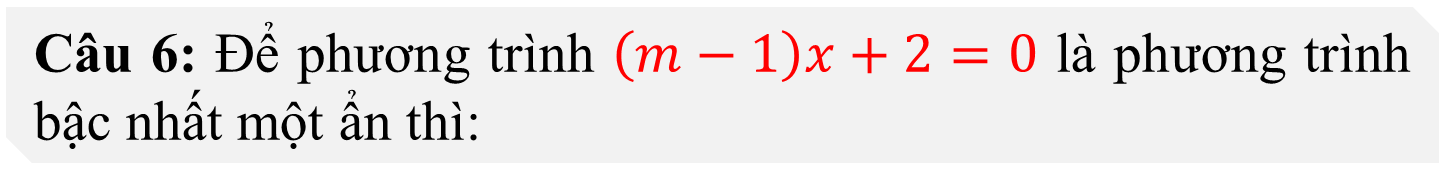 Câu 6: Để phương trình (m − 1)x + 2 = 0 là phương trình
bậc nhất một ẩn thì: